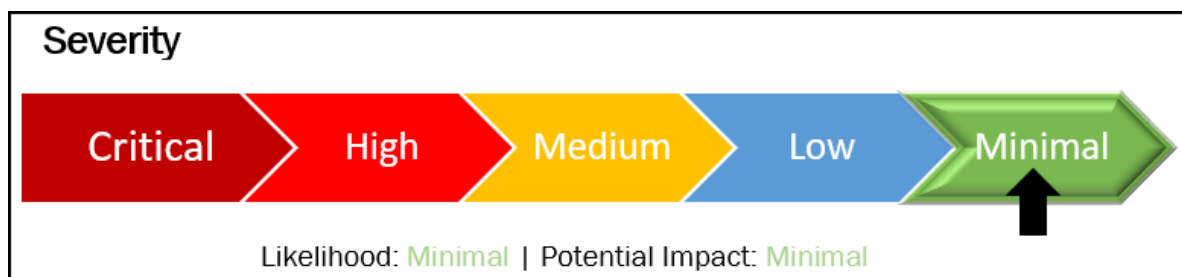 Severity
Critical High Medium Low Minimal
Likelihood: Minimal | Potential Impact: Minimal